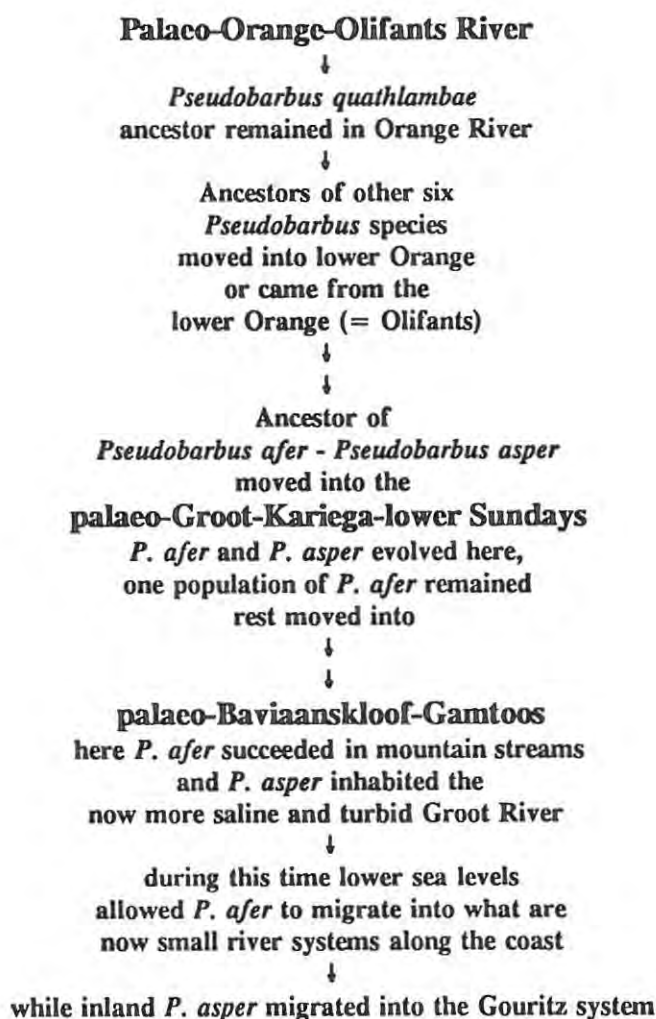 Palaeo-Orange-Olifants River
↓
Pseudobarbus quathlambae
ancestor remained in Orange River
↓
Ancestors of other six
Pseudobarbus species
moved into lower Orange
or came from the
lower Orange (= Olifants)
↓
↓
Ancestor of
Pseudobarbus afer - Pseudobarbus asper
moved into the
palaeo-Groot-Kariega-lower Sundays
P. afer and P. asper evolved here,
one population of P. afer remained
rest moved into
↓
↓
palaeo-Baviaanskloof-Gamtoos
here P. afer succeeded in mountain streams
and P. asper inhabited the
now more saline and turbid Groot River
↓
during this time lower sea levels
allowed P. afer to migrate into what are
now small river systems along the coast
↓
while inland P. asper migrated into the Gouritz system